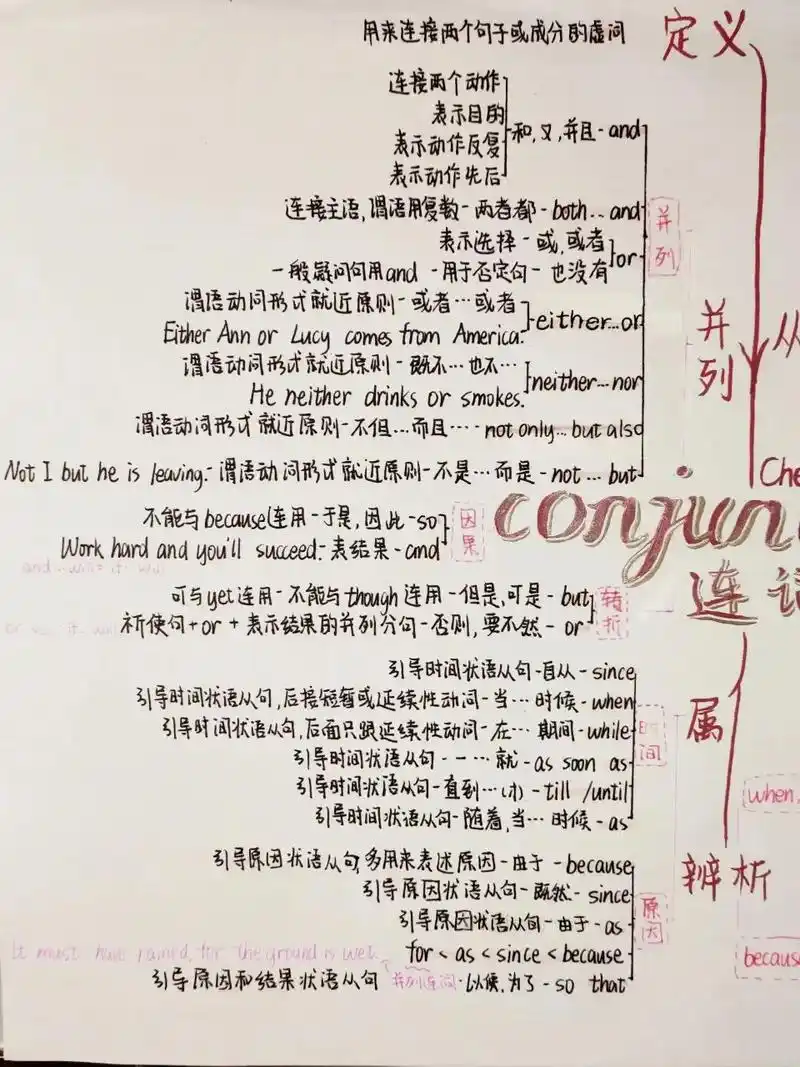 用来连接两个句子或成分的虚词 定义
连接两个动作
表示目的
和,又,并且-and
表示动作反复
表示动作先后
连接主语,谓语用复数-两者都-both...and
并列
表示选择-或,或者
or
一般疑问句用and-用于否定句-也没有
谓语动词形式就近原则-或者…或者
either...or
Either Ann or Lucy comes from America.
并列
从
谓语动词形式就近原则-既不…也不…
neither...nor
He neither drinks or smokes.
谓语动词形式就近原则-不但…而且…-not only...but also
Not I but he is leaving.-谓语动词形式就近原则-不是…而是-not...but
Che
conjun
连词
不能与because连用-于是,因此-so
因果
Work hard and you'll succeed.-表结果-and
可与yet连用-不能与though连用-但是,可是-but
转折
祈使句+or+表示结果的并列分句-否则,要不然-or
引导时间状语从句-自从-since
引导时间状语从句,后接短暂或延续性动词-当…时候-when
引导时间状语从句,后面只跟延续性动词-在…期间-while
时间
属
引导时间状语从句-一…就-as soon as
引导时间状语从句-直到…(才)-till/until
引导时间状语从句-随着,当…时候-as
when,
引导原因状语从句,多用来表述原因-由于-because
辨析
引导原因状语从句-既然-since
引导原因状语从句-由于-as
原因
It must have rained, for the ground is wet.
for<as<since<because
because
引导原因和结果状语从句 并列连词-以便,为了-so that